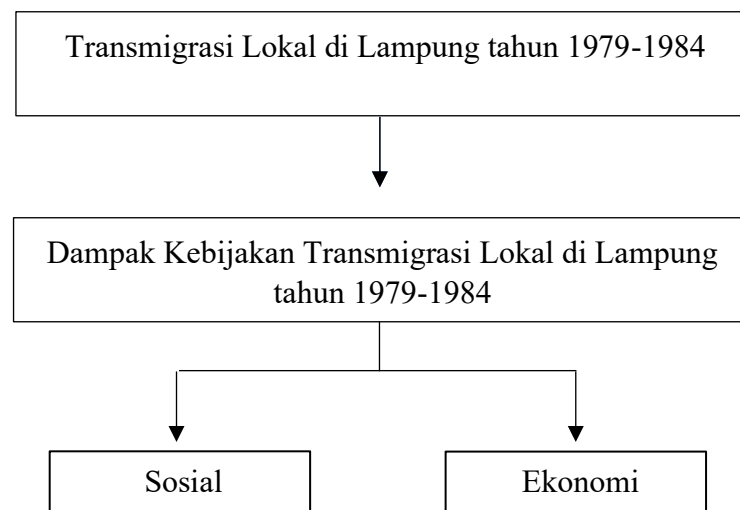 Transmigrasi Lokal di Lampung tahun 1979-1984
Dampak Kebijakan Transmigrasi Lokal di Lampung
tahun 1979-1984
Sosial
Ekonomi